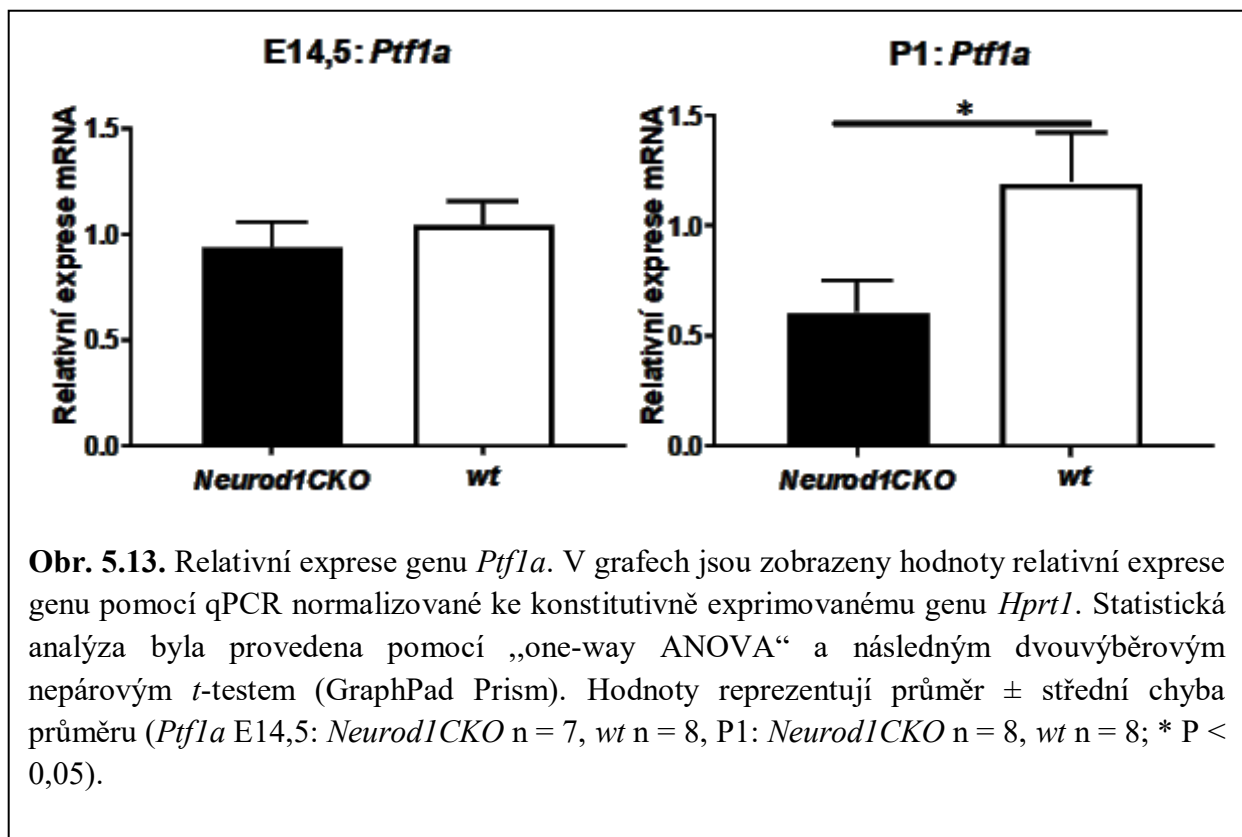 E14,5: Ptf1a
Relativní exprese mRNA
1.5
1.0
0.5
0.0
Neurod1CKO wt
P1: Ptf1a
*
Relativní exprese mRNA
1.5
1.0
0.5
0.0
Neurod1CKO wt
Obr. 5.13. Relativní exprese genu Ptf1a. V grafech jsou zobrazeny hodnoty relativní exprese
genu pomocí qPCR normalizované ke konstitutivně exprimovanému genu Hprt1. Statistická
analýza byla provedena pomocí ,,one-way ANOVA“ a následným dvouvýběrovým
nepárovým t-testem (GraphPad Prism). Hodnoty reprezentují průměr ± střední chyba
průměru (Ptf1a E14,5: Neurod1CKO n = 7, wt n = 8, P1: Neurod1CKO n = 8, wt n = 8; * P <
0,05).